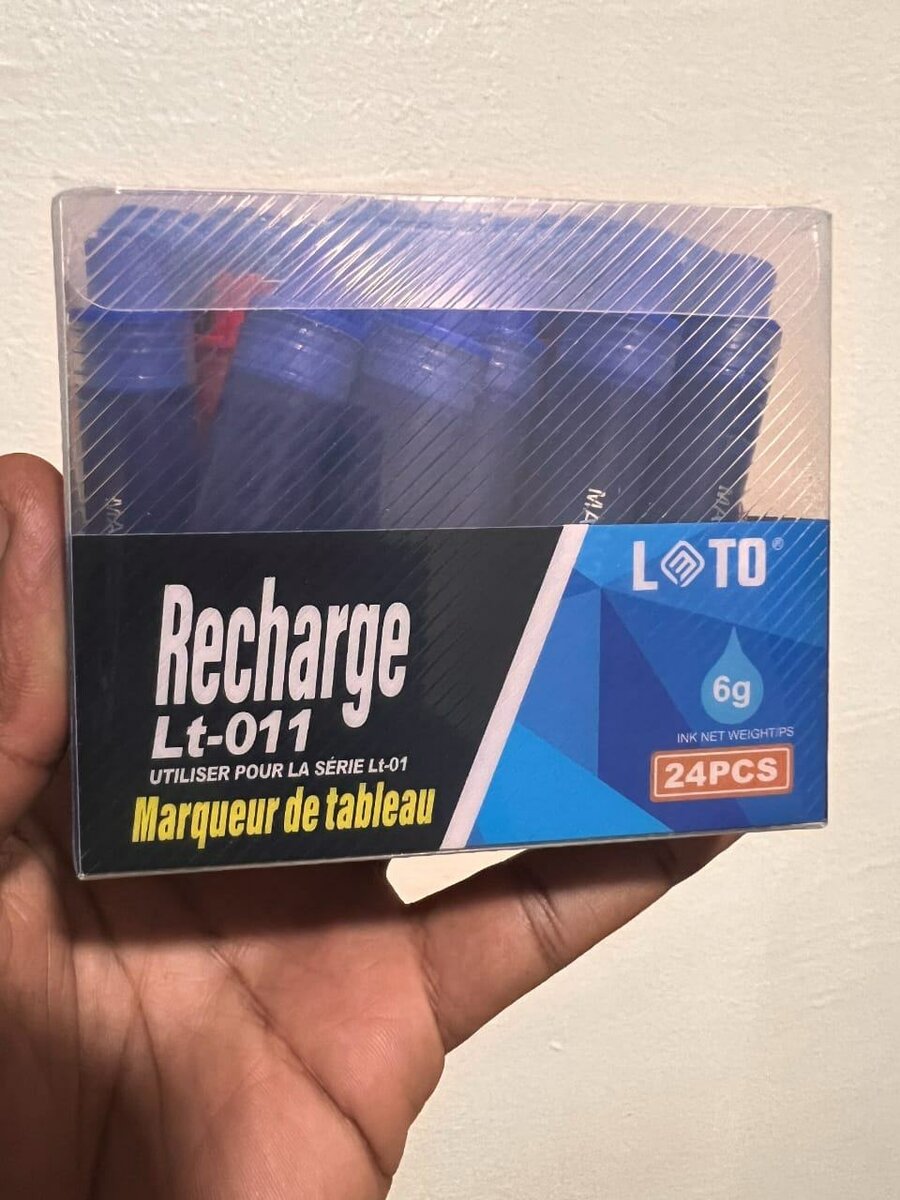 LOTO®
Recharge
Lt-011
UTILISER POUR LA SÉRIE Lt-01
Marqueur de tableau
6g
INK NET WEIGHT/PS
24PCS